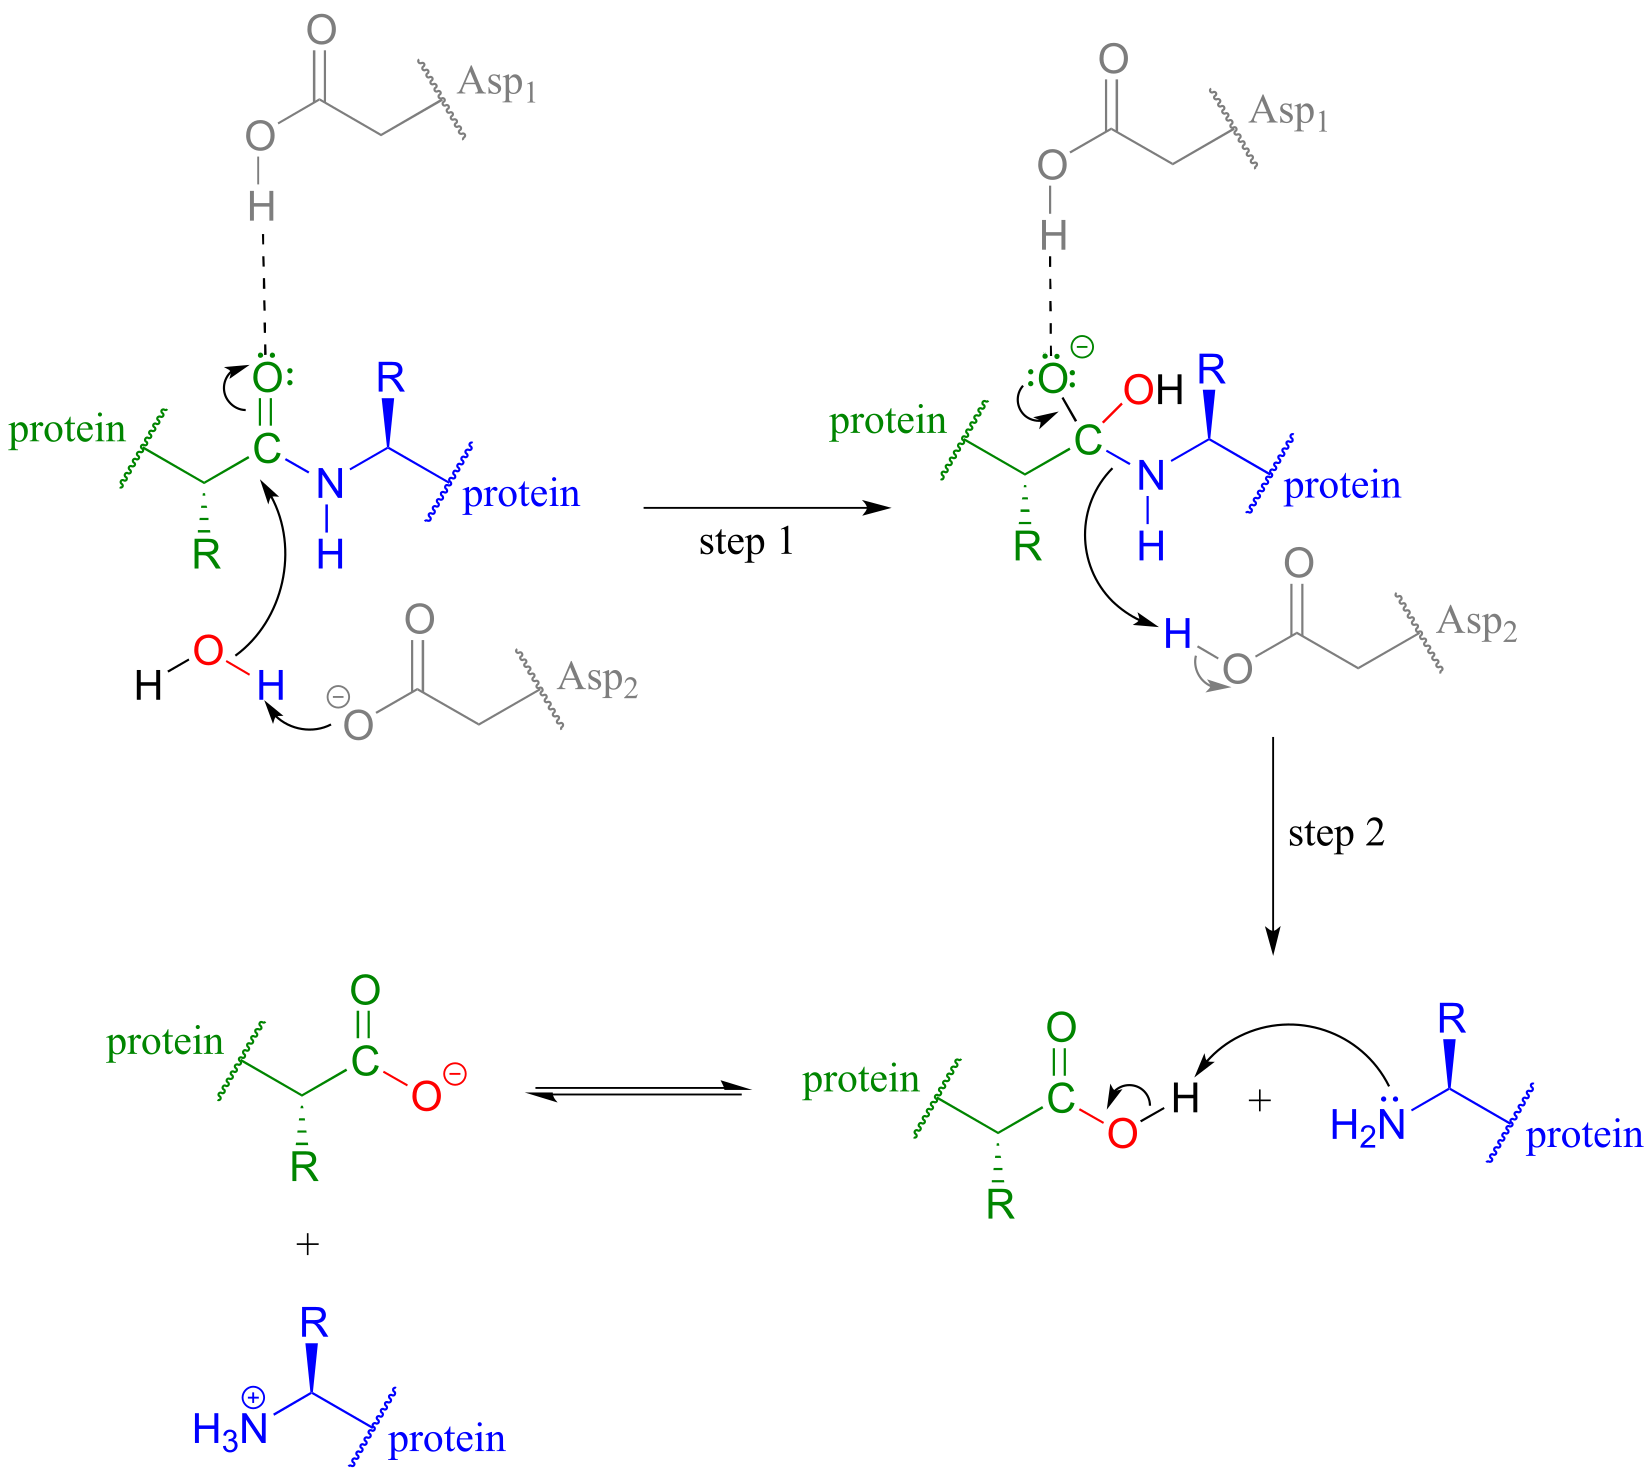 O
Asp1
O
H
O
Asp1
O
H
O:
R
protein
C
N
protein
R
H
step 1
:O:
⊖
OH
R
protein
C
N
protein
R
H
O
H
H
O
Asp2
⊖
O
O
Asp2
H
O
step 2
O
protein
C
O
⊖
R
+
R
⊕
H3N
protein
O
protein
C
O
H
R
+
R
H2N
protein